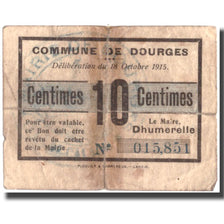 COMMUNE DE DOURGES
Délibération du 18 Octobre 1915.
Centimes 10 Centimes
Pour être valable,
ce Bon doit être
revêtu du cachet
de la Mairie.
Le Maire,
Dhumerelle
N° 015,851